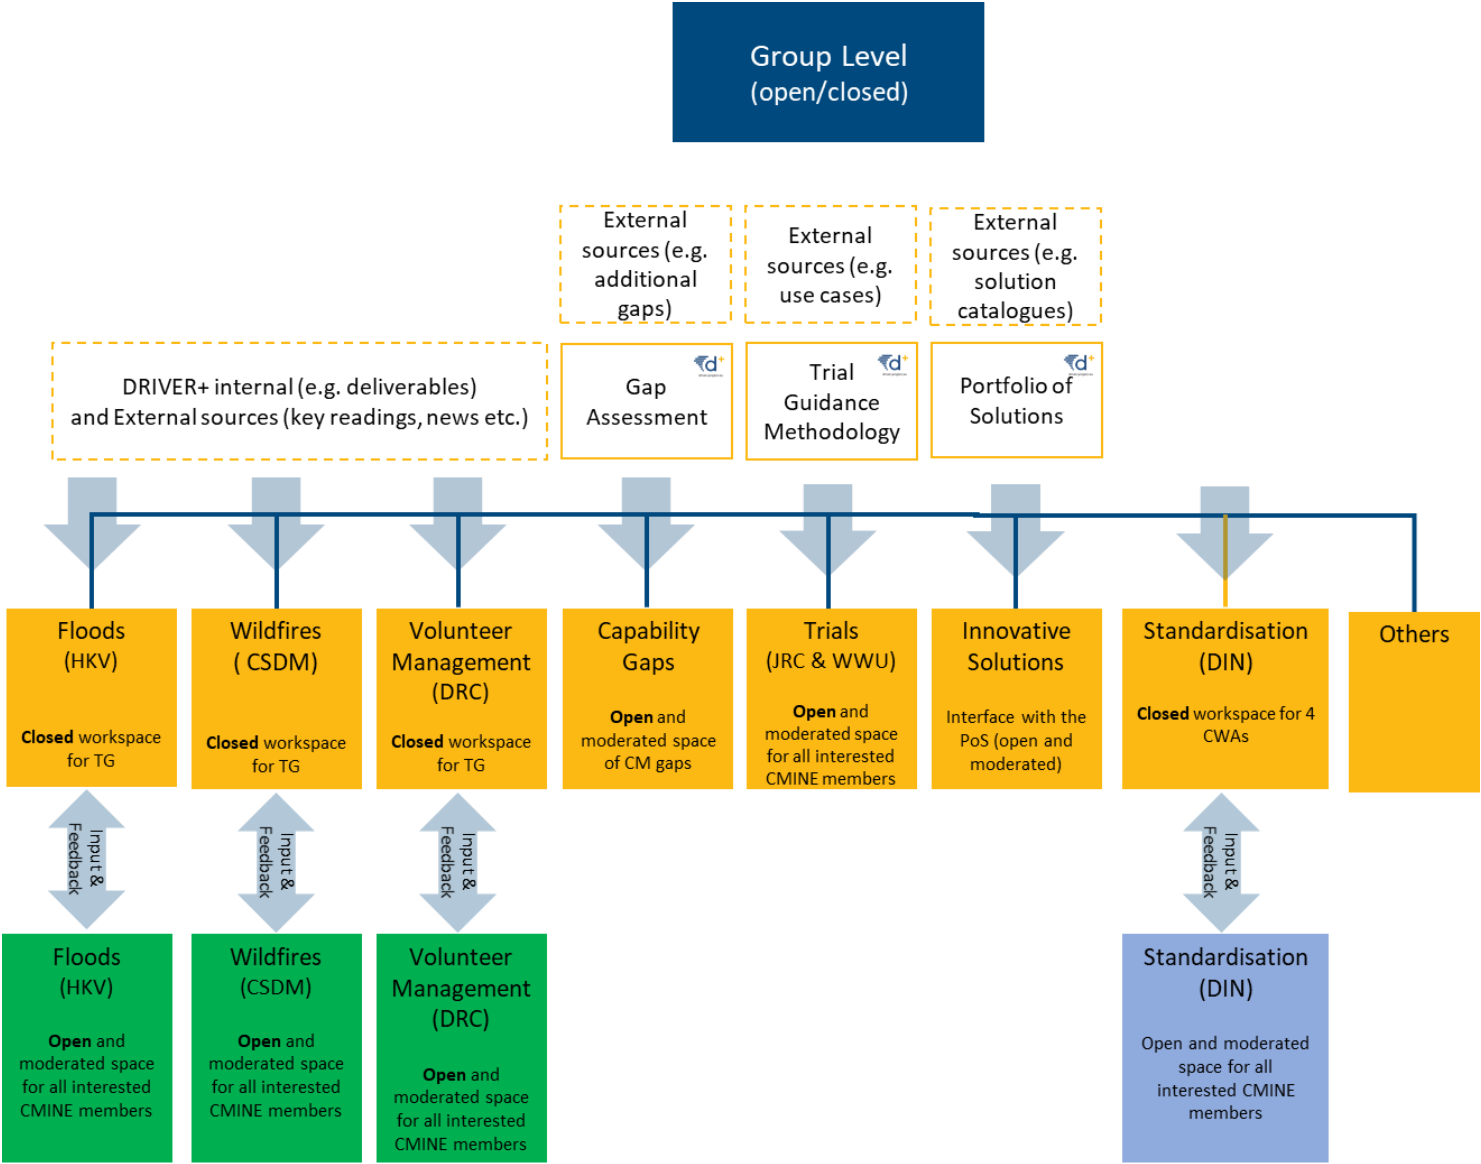 Group Level
(open/closed)
External
sources (e.g.
additional
gaps)
External
sources (e.g.
use cases)
External
sources (e.g.
solution
catalogues)
DRIVER+ internal (e.g. deliverables)
and External sources (key readings, news etc.)
d+
Gap
Assessment
d+
Trial
Guidance
Methodology
d+
Portfolio of
Solutions
Floods
(HKV)
Closed workspace
for TG
Wildfires
( CSDM)
Closed workspace
for TG
Volunteer
Management
(DRC)
Closed workspace
for TG
Capability
Gaps
Open and
moderated space
of CM gaps
Trials
(JRC & WWU)
Open and
moderated space
for all interested
CMINE members
Innovative
Solutions
Interface with the
PoS (open and
moderated)
Standardisation
(DIN)
Closed workspace for 4
CWAs
Others
Input &
Feedback
Input &
Feedback
Input &
Feedback
Input &
Feedback
Floods
(HKV)
Open and
moderated space
for all interested
CMINE members
Wildfires
(CSDM)
Open and
moderated space
for all interested
CMINE members
Volunteer
Management
(DRC)
Open and
moderated space
for all interested
CMINE members
Standardisation
(DIN)
Open and moderated
space for all
interested CMINE
members